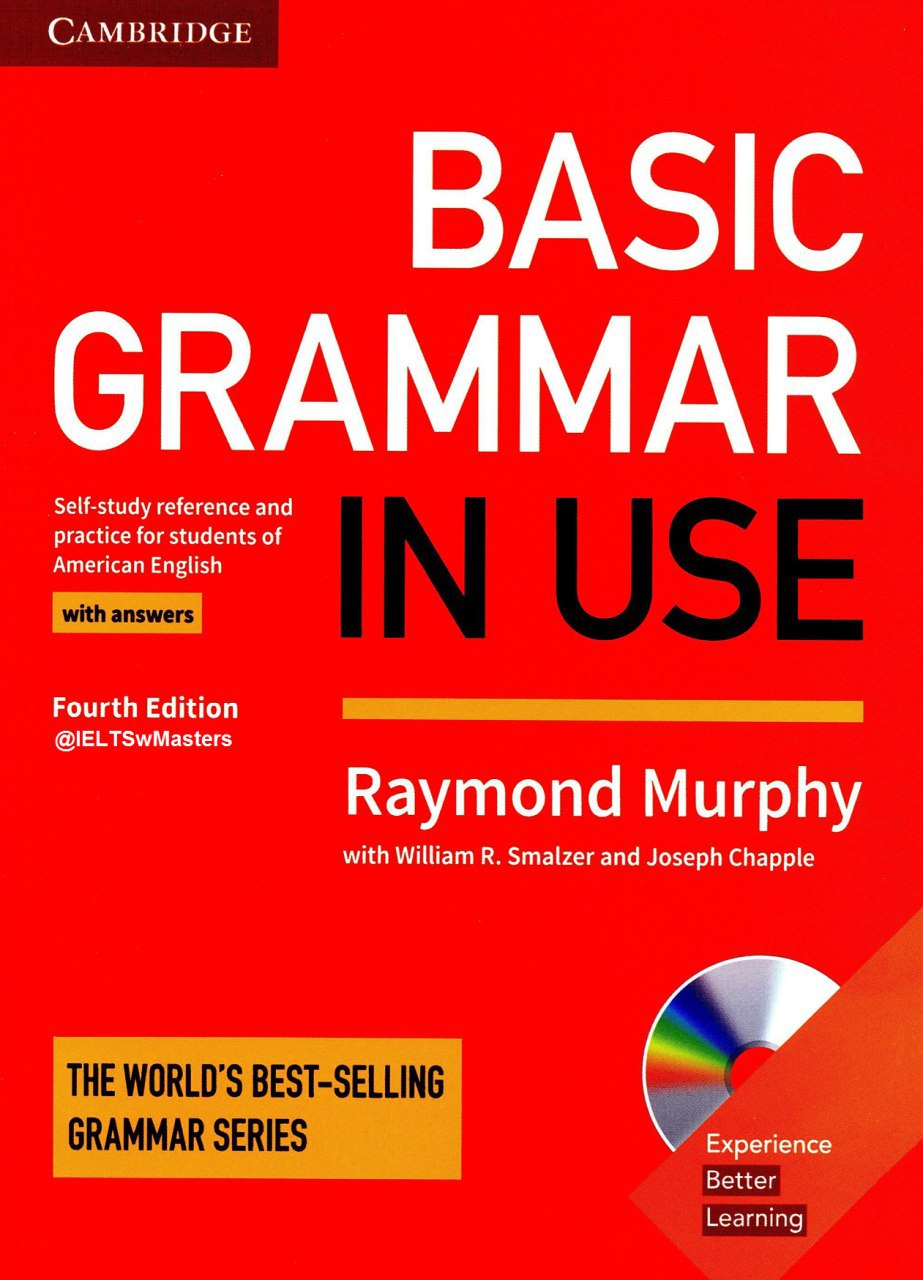 CAMBRIDGE
BASIC
GRAMMAR
IN USE
Self-study reference and
practice for students of
American English
with answers
Fourth Edition
@IELTSwMasters
Raymond Murphy
with William R. Smalzer and Joseph Chapple
THE WORLD'S BEST-SELLING
GRAMMAR SERIES
Experience
Better
Learning